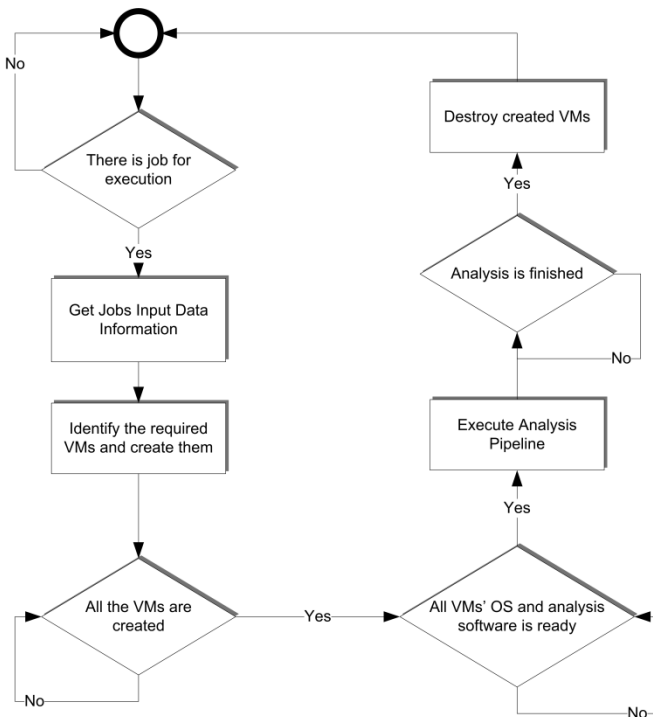 No
There is job for
execution
Yes
Get Jobs Input Data
Information
Identify the required
VMs and create them
All the VMs are
created
No
Yes
All VMs’ OS and analysis
software is ready
No
Yes
Execute Analysis
Pipeline
No
Analysis is finished
Yes
Destroy created VMs